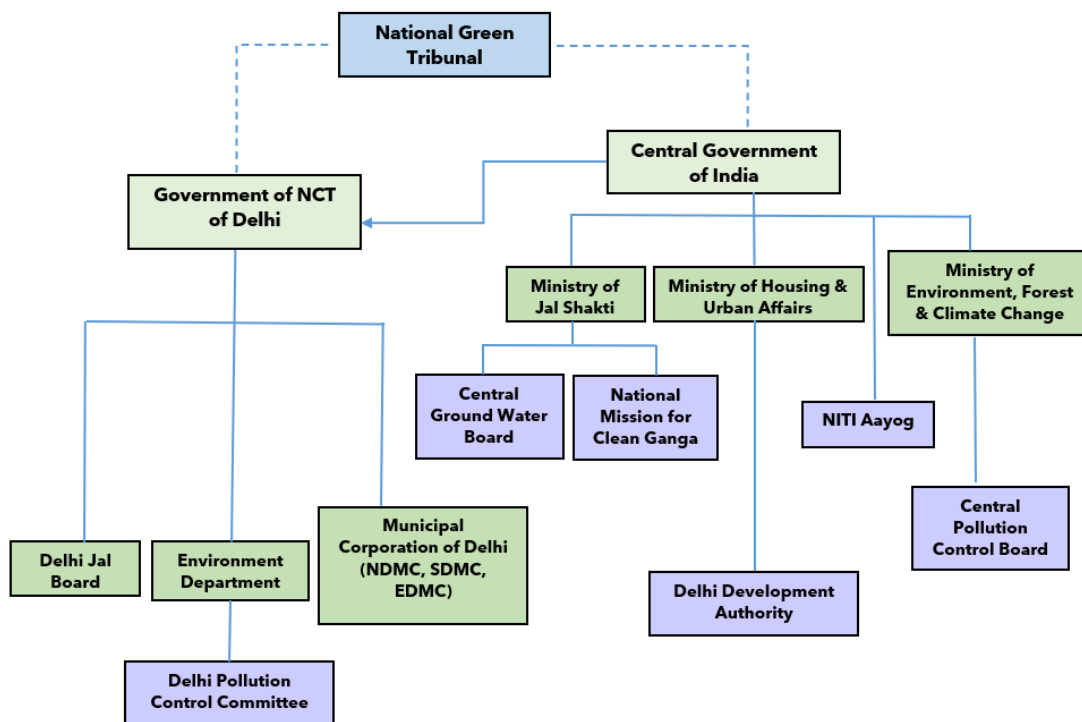 National Green
Tribunal
Central Government
of India
Government of NCT
of Delhi
Ministry of
Jal Shakti
Ministry of Housing &
Urban Affairs
Ministry of
Environment, Forest
& Climate Change
Central
Ground Water
Board
National
Mission for
Clean Ganga
NITI Aayog
Central
Pollution
Control Board
Delhi Jal
Board
Environment
Department
Municipal
Corporation of Delhi
(NDMC, SDMC,
EDMC)
Delhi Development
Authority
Delhi Pollution
Control Committee